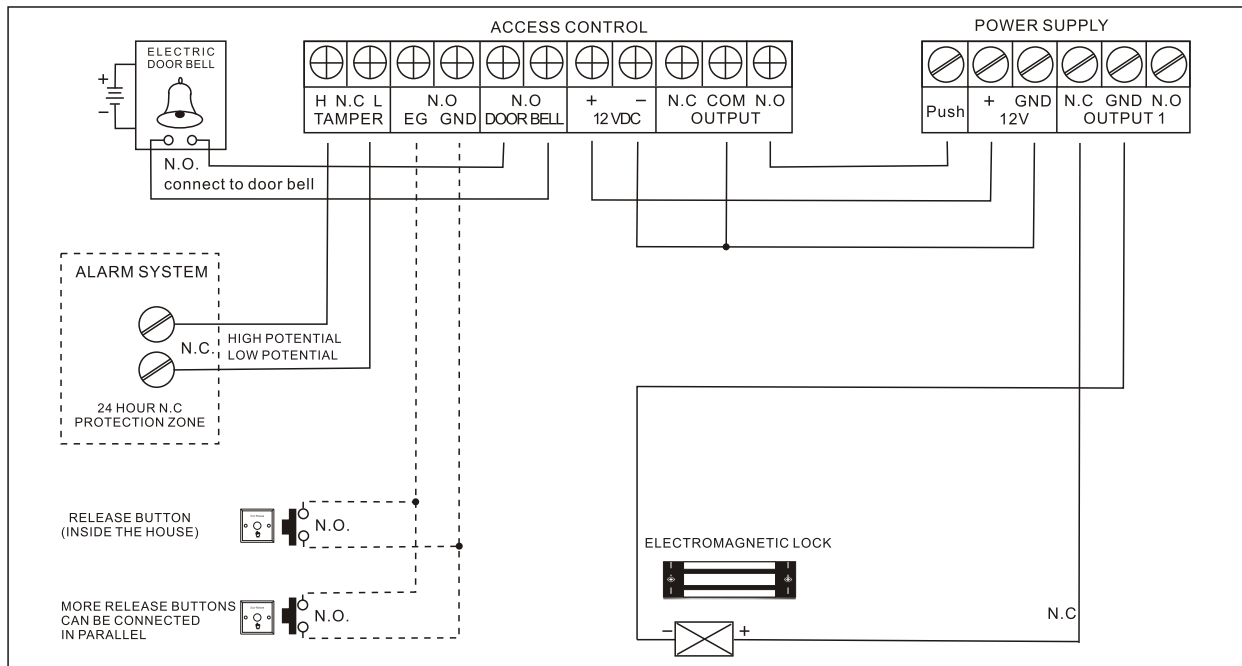 ACCESS CONTROL
POWER SUPPLY
ELECTRIC
DOOR BELL
+
−
H N.C L
TAMPER
N.O
EG GND
N.O
DOOR BELL
+ −
12 VDC
N.C COM N.O
OUTPUT
Push
+ GND
12V
N.C GND N.O
OUTPUT 1
N.O.
connect to door bell
ALARM SYSTEM
N.C.
HIGH POTENTIAL
LOW POTENTIAL
24 HOUR N.C
PROTECTION ZONE
RELEASE BUTTON
(INSIDE THE HOUSE)
N.O.
MORE RELEASE BUTTONS
CAN BE CONNECTED
IN PARALLEL
N.O.
ELECTROMAGNETIC LOCK
N.C
− +